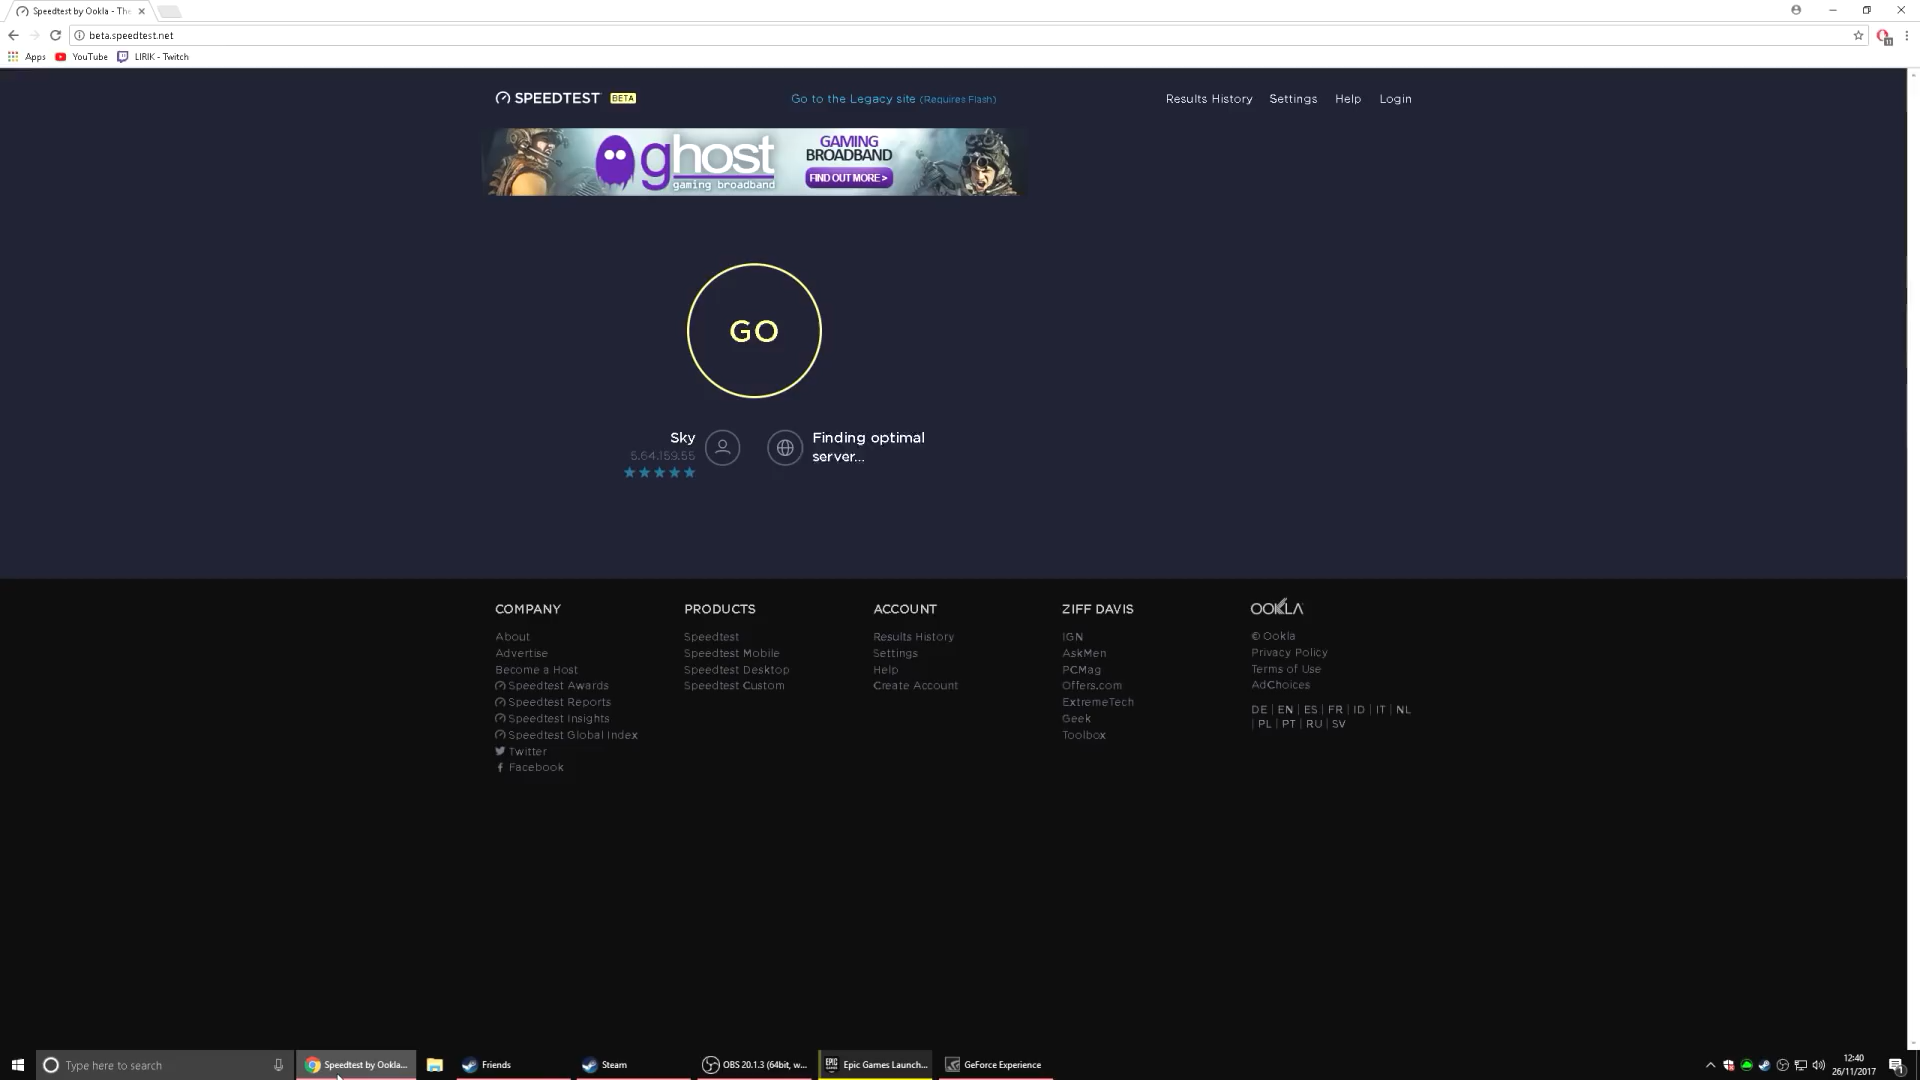 Speedtest by Ookla - The
beta.speedtest.net
Apps YouTube LIRIK - Twitch
SPEEDTEST BETA
Go to the Legacy site (Requires Flash)
Results History Settings Help Login
ghost
gaming broadband
GAMING
BROADBAND
FIND OUT MORE >
GO
Sky
5.64.159.55
Finding optimal
server...
COMPANY
About
Advertise
Become a Host
Speedtest Awards
Speedtest Reports
Speedtest Insights
Speedtest Global Index
Twitter
Facebook
PRODUCTS
Speedtest
Speedtest Mobile
Speedtest Desktop
Speedtest Custom
ACCOUNT
Results History
Settings
Help
Create Account
ZIFF DAVIS
IGN
AskMen
PCMag
Offers.com
ExtremeTech
Geek
Toolbox
OOKLA
© Ookla
Privacy Policy
Terms of Use
AdChoices
DE | EN | ES | FR | ID | IT | NL
| PL | PT | RU | SV
Type here to search
Speedtest by Ookla...
Friends
Steam
OBS 20.1.3 (64bit, w...
EPIC GAMES
Epic Games Launch...
GeForce Experience
12:40
26/11/2017